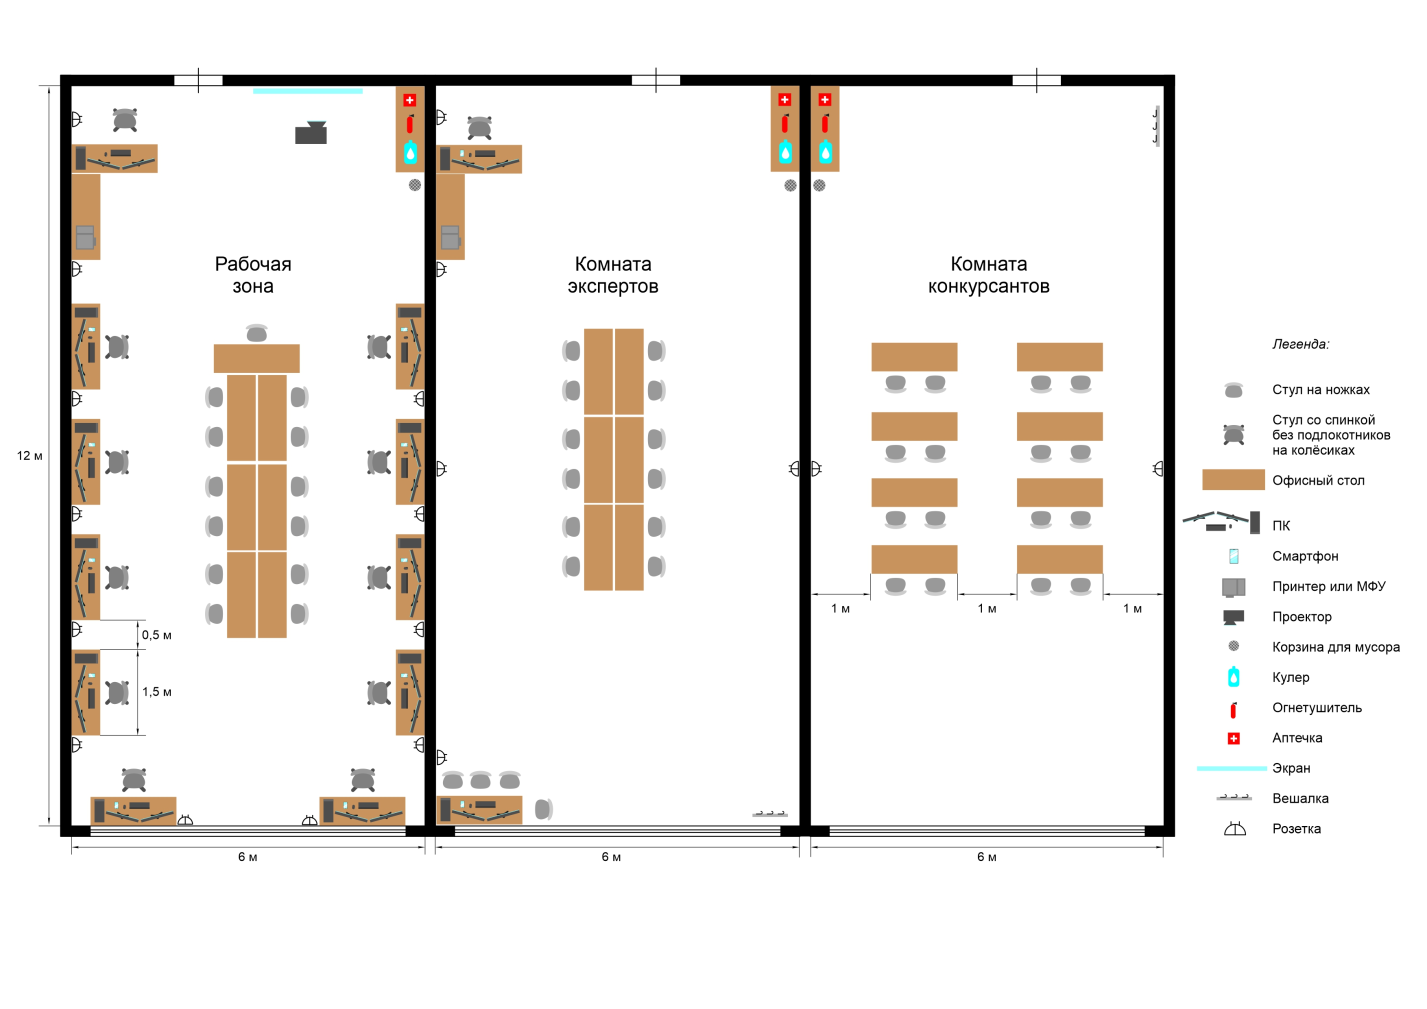 Рабочая
зона
Комната
экспертов
Комната
конкурсантов
12 м
0,5 м
1,5 м
1 м
1 м
1 м
6 м
6 м
6 м
Легенда:
Стул на ножках
Стул со спинкой
без подлокотников
на колёсиках
Офисный стол
ПК
Смартфон
Принтер или МФУ
Проектор
Корзина для мусора
Кулер
Огнетушитель
Аптечка
Экран
Вешалка
Розетка